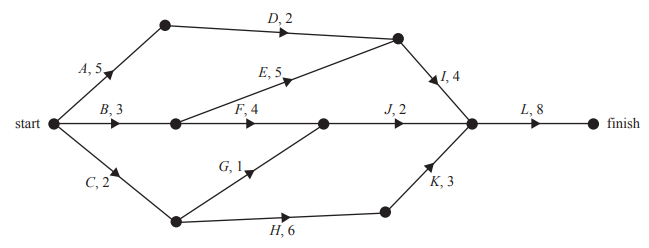 D, 2
A, 5
E, 5
I, 4
start
B, 3
F, 4
J, 2
L, 8
finish
G, 1
C, 2
K, 3
H, 6